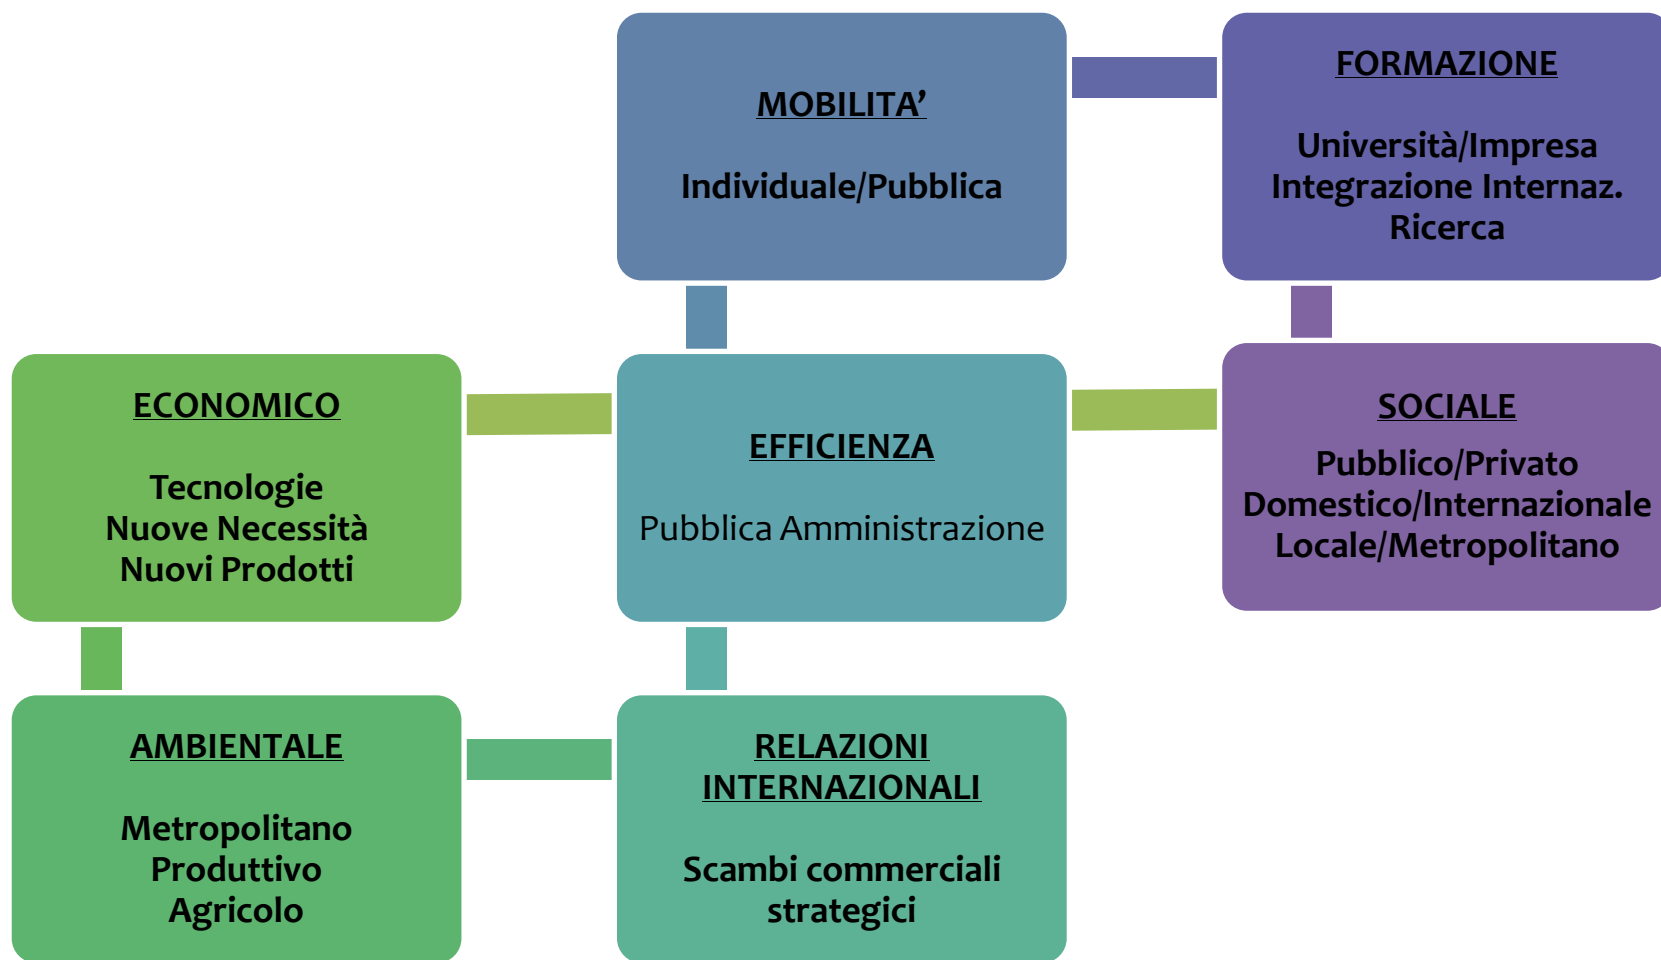 MOBILITA’
Individuale/Pubblica
FORMAZIONE
Università/Impresa
Integrazione Internaz.
Ricerca
ECONOMICO
Tecnologie
Nuove Necessità
Nuovi Prodotti
EFFICIENZA
Pubblica Amministrazione
SOCIALE
Pubblico/Privato
Domestico/Internazionale
Locale/Metropolitano
AMBIENTALE
Metropolitano
Produttivo
Agricolo
RELAZIONI
INTERNAZIONALI
Scambi commerciali
strategici